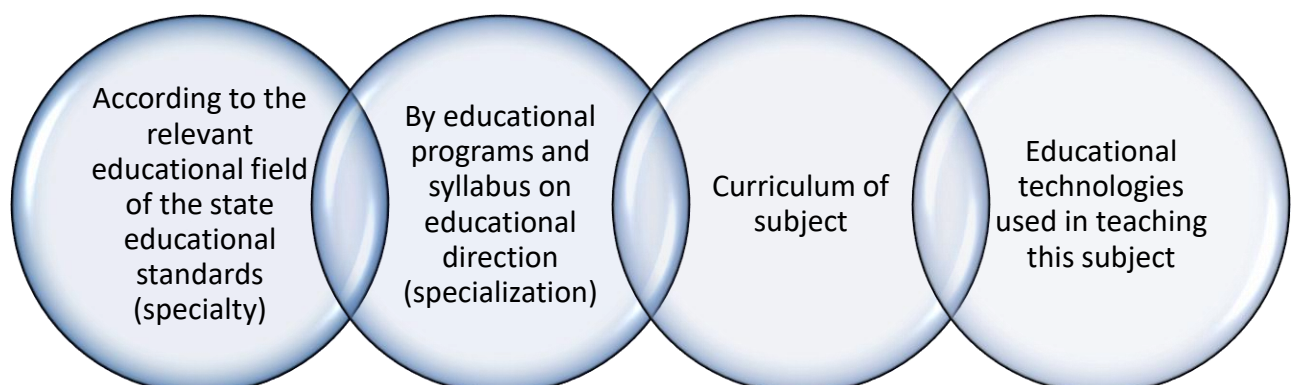 According to the
relevant
educational field
of the state
educational
standards
(specialty)
By educational
programs and
syllabus on
educational
direction
(specialization)
Curriculum of
subject
Educational
technologies
used in teaching
this subject